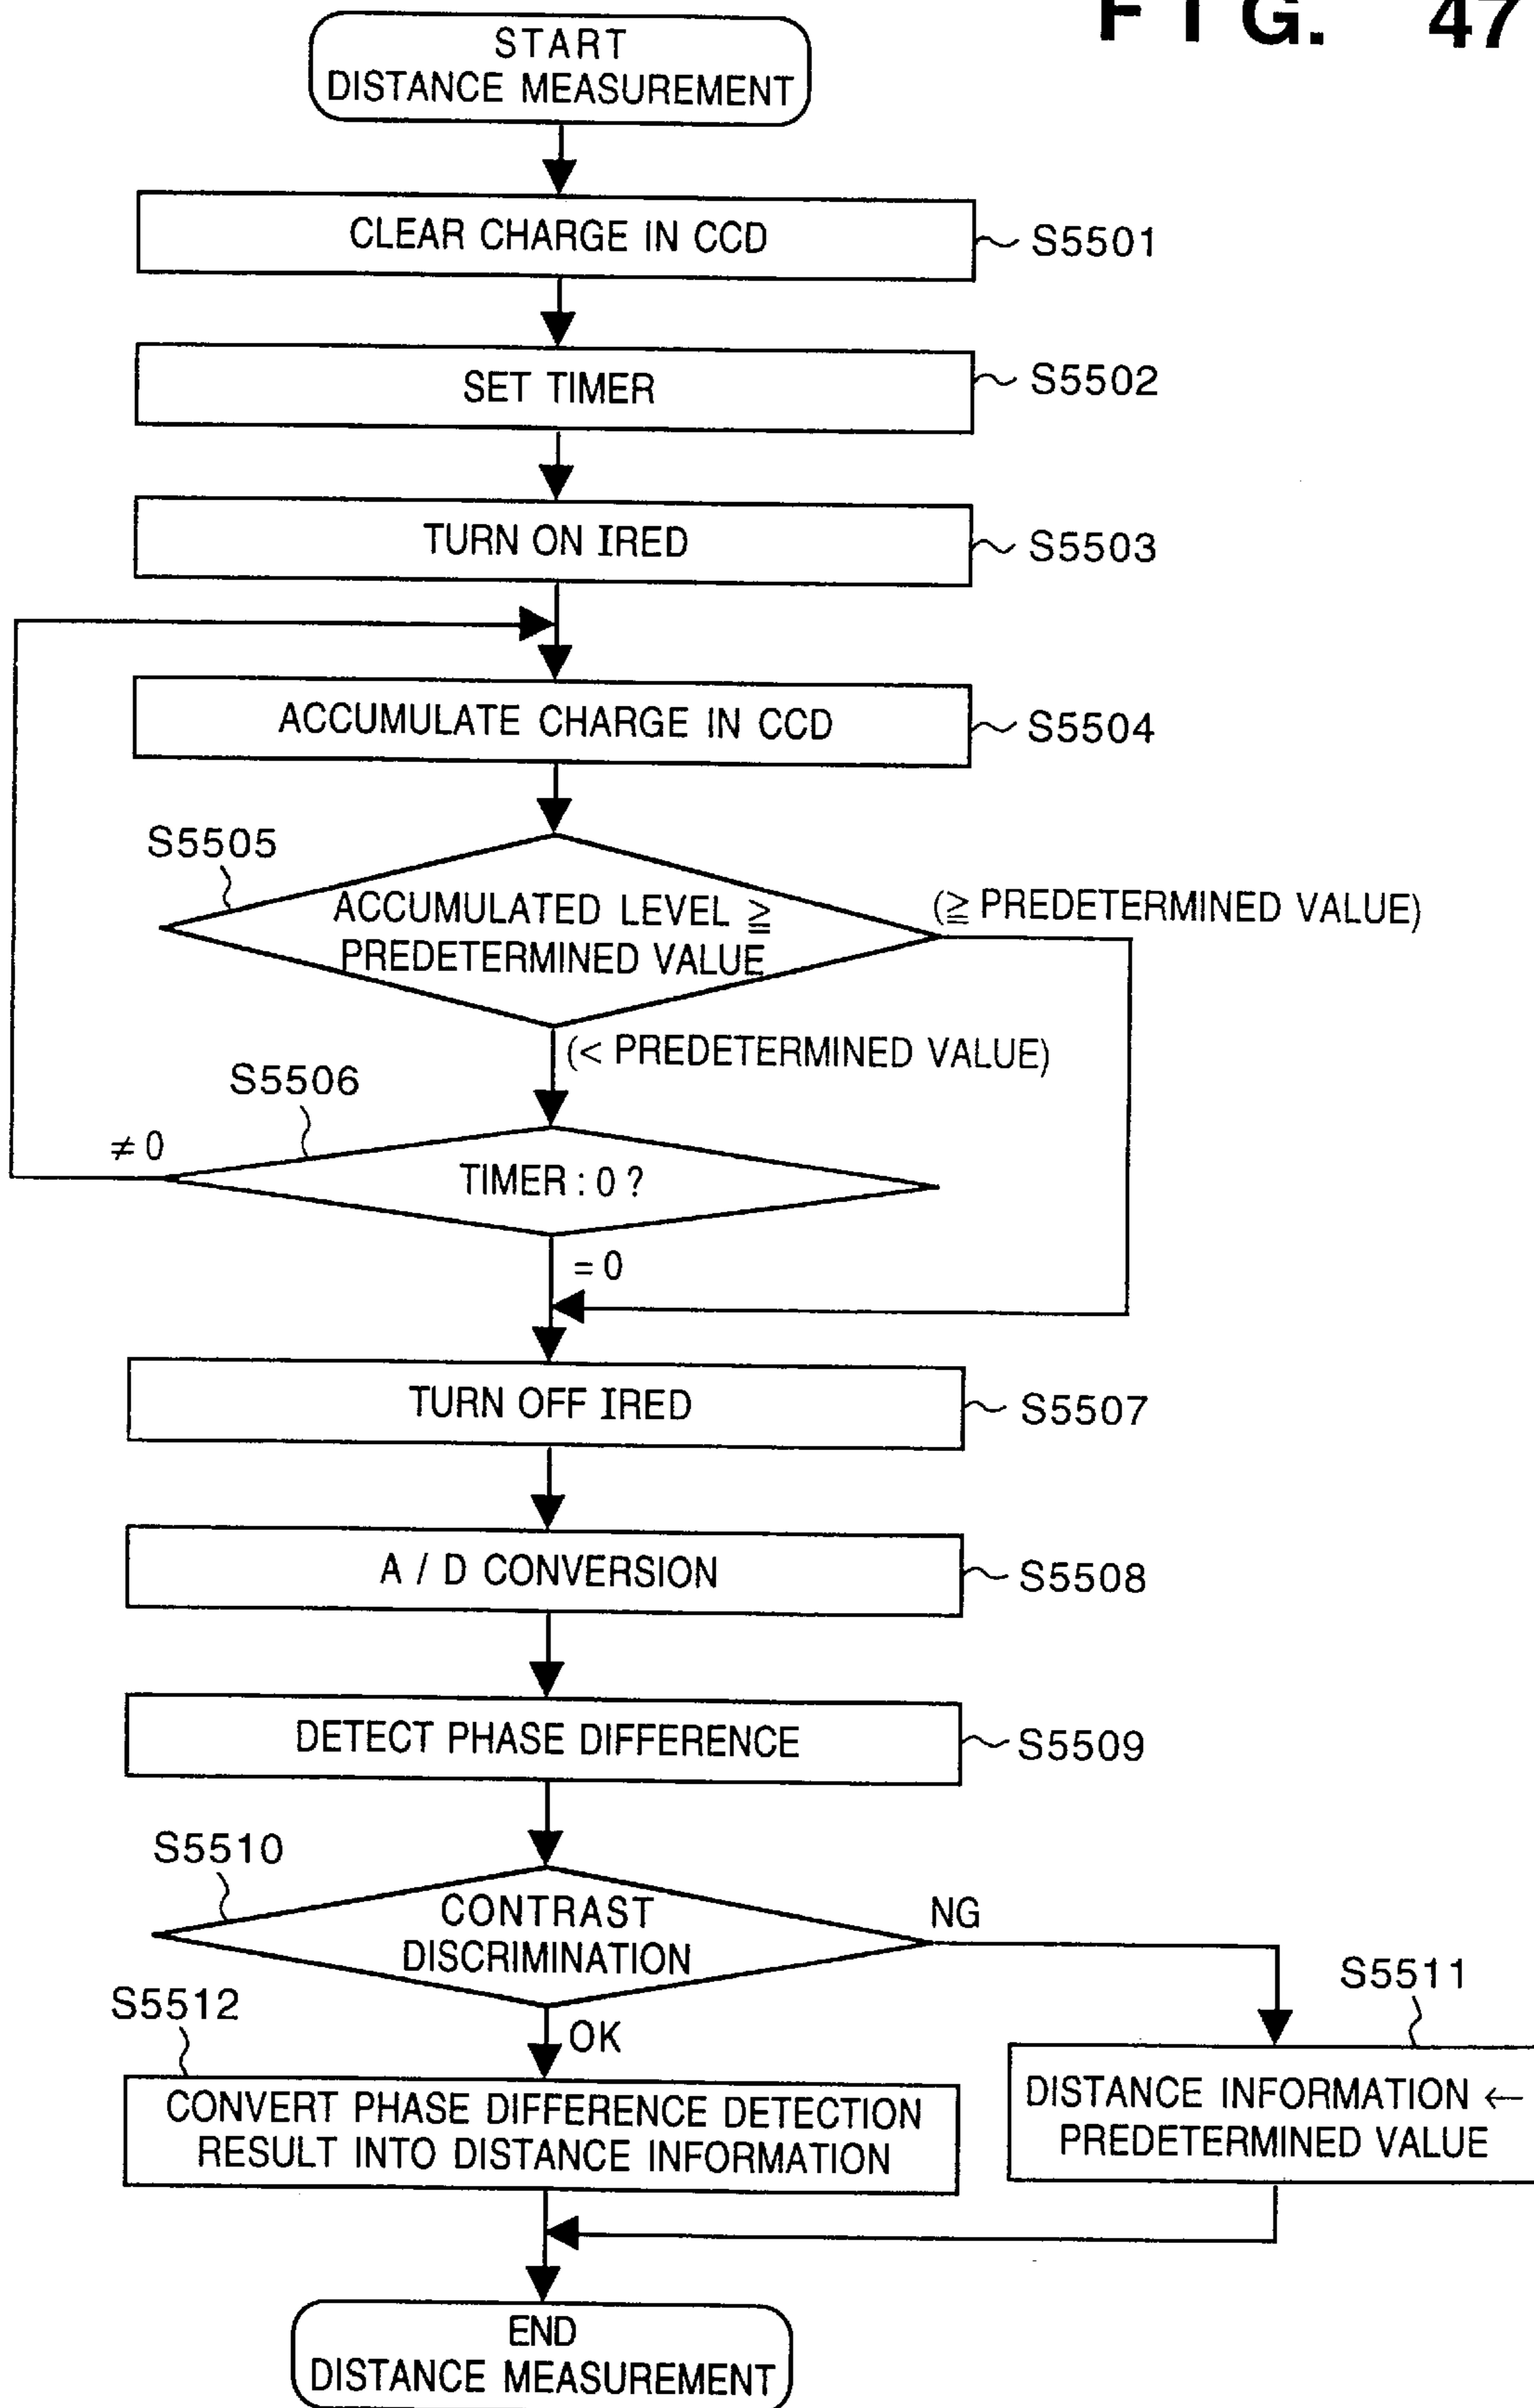 FIG. 47
START
DISTANCE MEASUREMENT
CLEAR CHARGE IN CCD
S5501
SET TIMER
S5502
TURN ON IRED
S5503
ACCUMULATE CHARGE IN CCD
S5504
S5505
ACCUMULATED LEVEL ≧
PREDETERMINED VALUE
(≧ PREDETERMINED VALUE)
(< PREDETERMINED VALUE)
S5506
≠ 0
TIMER : 0 ?
= 0
TURN OFF IRED
S5507
A / D CONVERSION
S5508
DETECT PHASE DIFFERENCE
S5509
S5510
CONTRAST
DISCRIMINATION
NG
S5511
S5512
OK
DISTANCE INFORMATION ←
PREDETERMINED VALUE
CONVERT PHASE DIFFERENCE DETECTION
RESULT INTO DISTANCE INFORMATION
END
DISTANCE MEASUREMENT